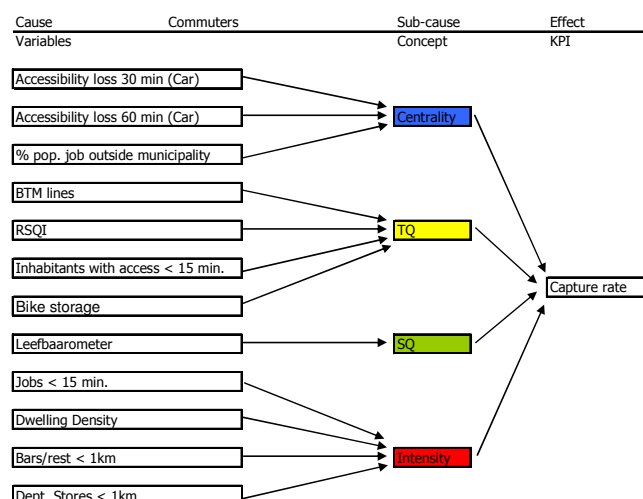 Cause Commuters Sub-cause Effect
Variables Concept KPI
Accessibility loss 30 min (Car)
Accessibility loss 60 min (Car)
Centrality
% pop. job outside municipality
BTM lines
RSQI
TQ
Inhabitants with access < 15 min.
Capture rate
Bike storage
Leefbaarometer
SQ
Jobs < 15 min.
Dwelling Density
Bars/rest < 1km
Intensity
Dept. Stores < 1km